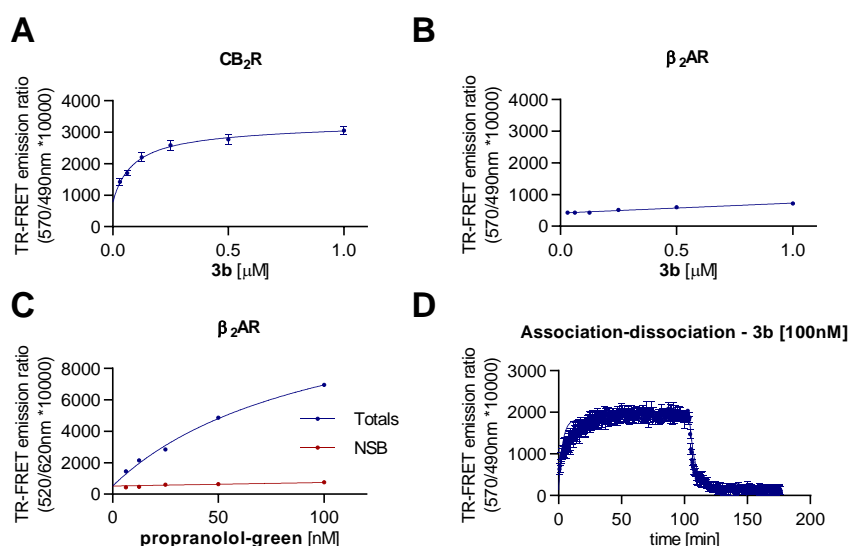 A
CB2R
TR-FRET emission ratio
(570/490nm *10000)
4000
3000
2000
1000
0
0.0
0.5
1.0
3b [μM]
B
β2AR
TR-FRET emission ratio
(570/490nm *10000)
4000
3000
2000
1000
0
0.0
0.5
1.0
3b [μM]
C
β2AR
TR-FRET emission ratio
(520/620nm *10000)
8000
6000
4000
2000
0
0
50
100
propranolol-green [nM]
Totals
NSB
D
Association-dissociation - 3b [100nM]
TR-FRET emission ratio
(570/490nm *10000)
3000
2000
1000
0
0
50
100
150
200
time [min]